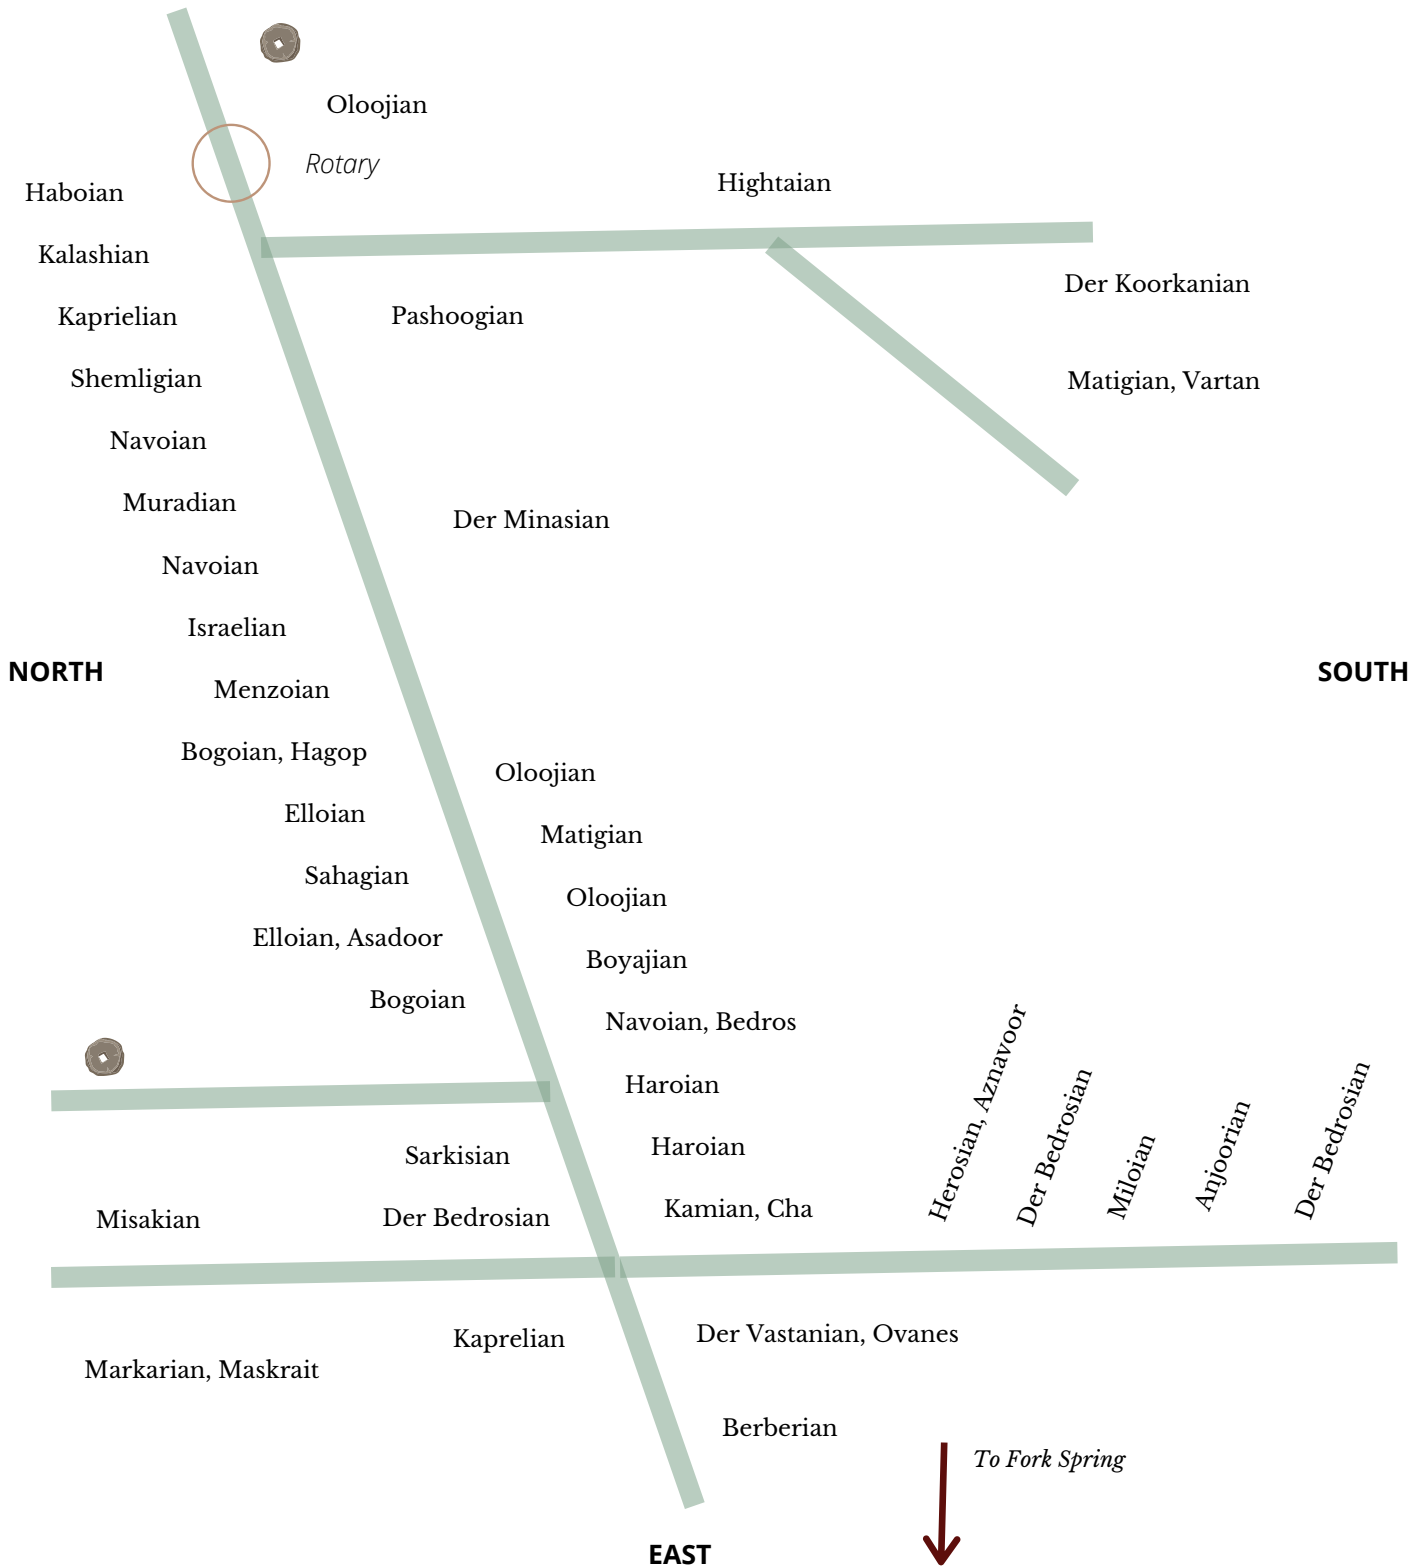 Oloojian
Rotary
Hightaian
Haboian
Kalashian
Der Koorkanian
Kaprielian
Pashoogian
Shemligian
Matigian, Vartan
Navoian
Muradian
Der Minasian
Navoian
Israelian
NORTH
SOUTH
Menzoian
Bogoian, Hagop
Oloojian
Elloian
Matigian
Sahagian
Oloojian
Elloian, Asadoor
Boyajian
Bogoian
Navoian, Bedros
Haroian
Haroian
Sarkisian
Kamian, Cha
Misakian
Der Bedrosian
Herosian, Aznavoor
Der Bedrosian
Miloian
Anjoorian
Der Bedrosian
Kaprelian
Der Vastanian, Ovanes
Markarian, Maskrait
Berberian
To Fork Spring
EAST